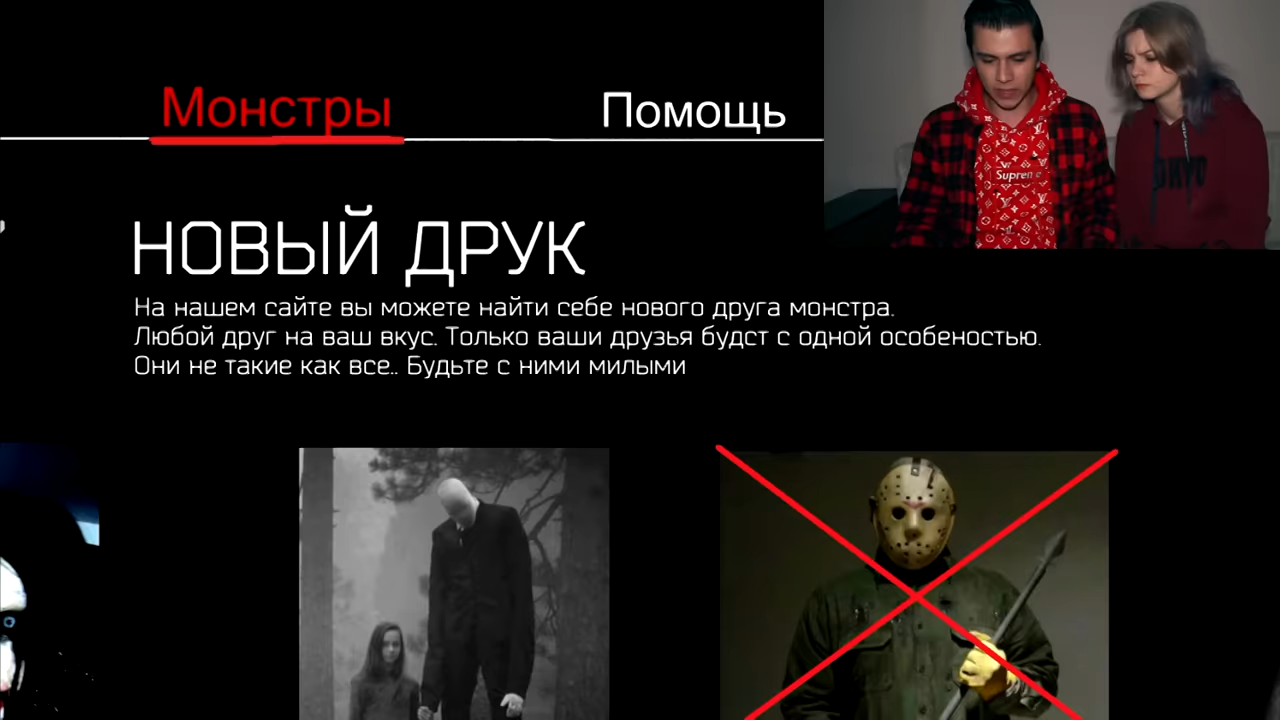 Монстры
Помощь
НОВЫЙ ДРУК
На нашем сайте вы можете найти себе нового друга монстра.
Любой друг на ваш вкус. Только ваши друзья будст с одной особеностью.
Они не такие как все.. Будьте с ними милыми
Supreme